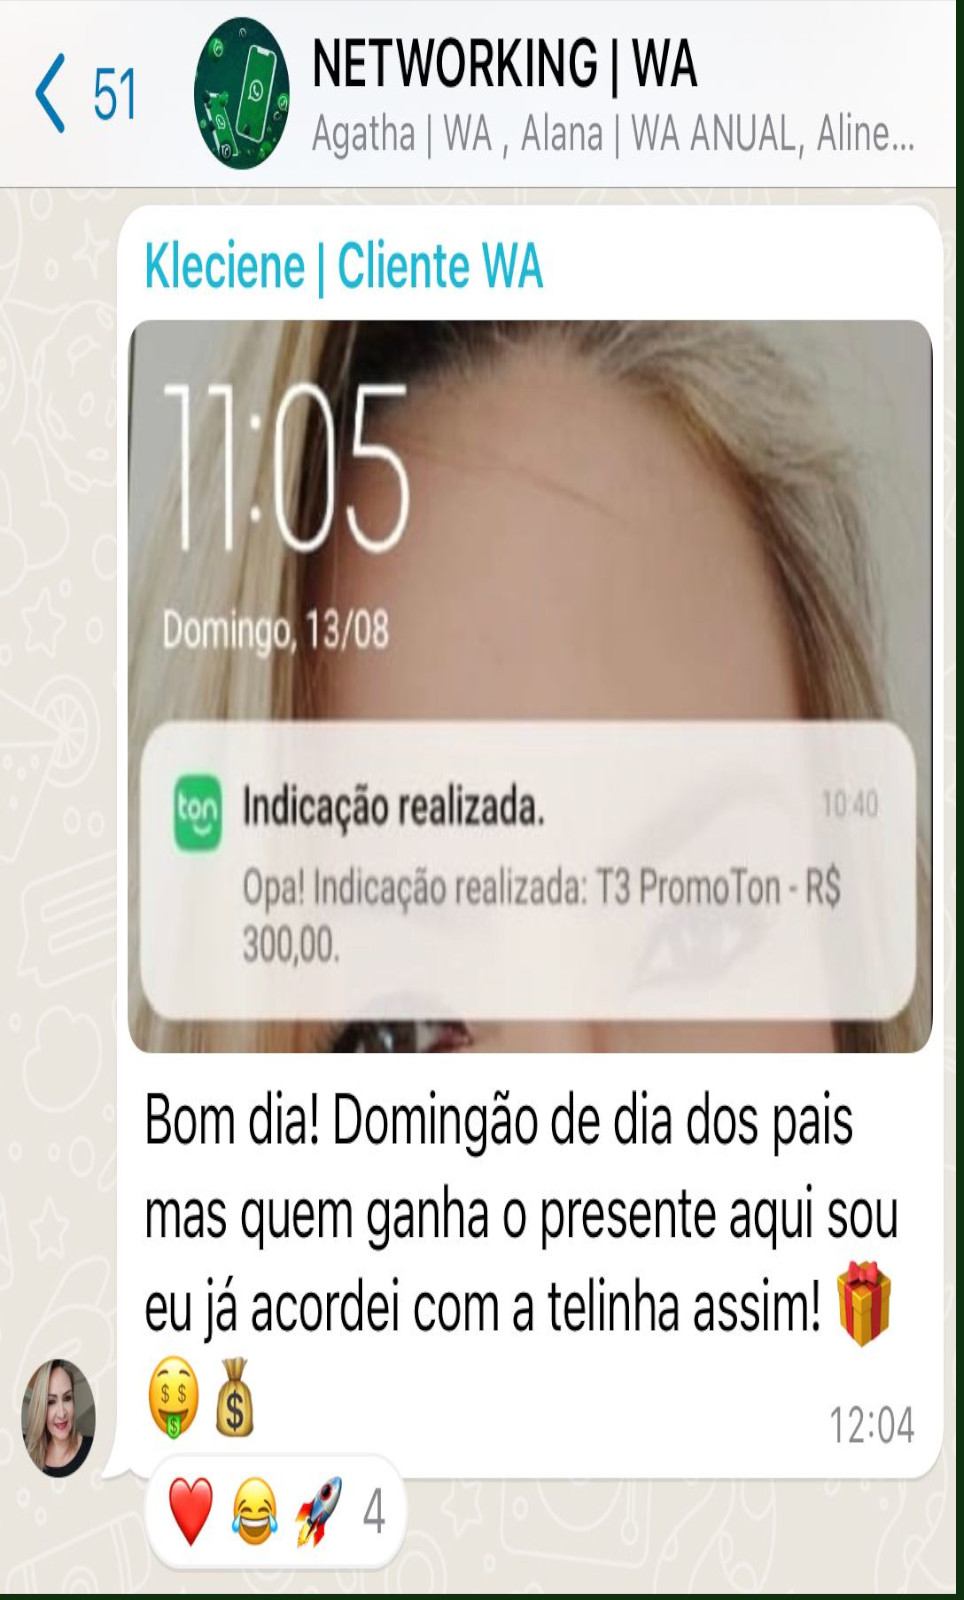 51
NETWORKING | WA
Agatha | WA , Alana | WA ANUAL, Aline...
Kleciene | Cliente WA
11:05
Domingo, 13/08
ton
Indicação realizada.
10:40
Opa! Indicação realizada: T3 PromoTon - R$
300,00.
Bom dia! Domingão de dia dos pais
mas quem ganha o presente aqui sou
eu já acordei com a telinha assim! 🎁
🤑💰
12:04
❤️😂🚀 4